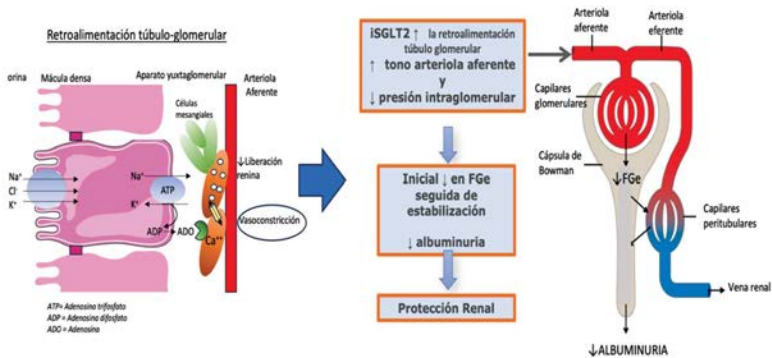 Retroalimentación túbulo-glomerular
orina
Mácula densa
Aparato yuxtaglomerular
Arteriola
Aferente
Células
mesangiales
Na⁺
Cl⁻
K⁺
Na⁺
K⁺
ATP
ADP
ADO
Ca⁺⁺
↓Liberación
renina
Vasoconstricción
ATP= Adenosina trifosfato
ADP = Adenosina difosfato
ADO = Adenosina
iSGLT2 ↑ la retroalimentación
túbulo glomerular
↑ tono arteriola aferente
y
↓ presión intraglomerular
Inicial ↓ en FGe
seguida de
estabilización
↓ albuminuria
Protección Renal
Arteriola
aferente
Arteriola
eferente
Capilares
glomerulares
Cápsula de
Bowman
↓FGe
Capilares
peritubulares
Vena renal
↓ALBUMINURIA